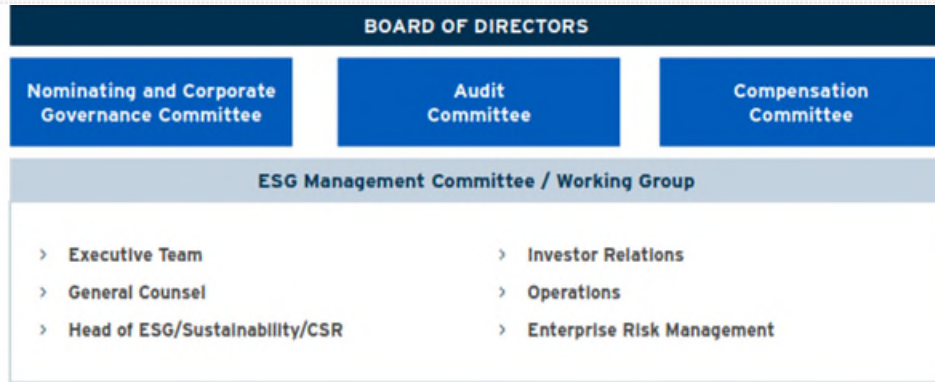 BOARD OF DIRECTORS
Nominating and Corporate
Governance Committee
Audit
Committee
Compensation
Committee
ESG Management Committee / Working Group
> Executive Team
> General Counsel
> Head of ESG/Sustainability/CSR
> Investor Relations
> Operations
> Enterprise Risk Management